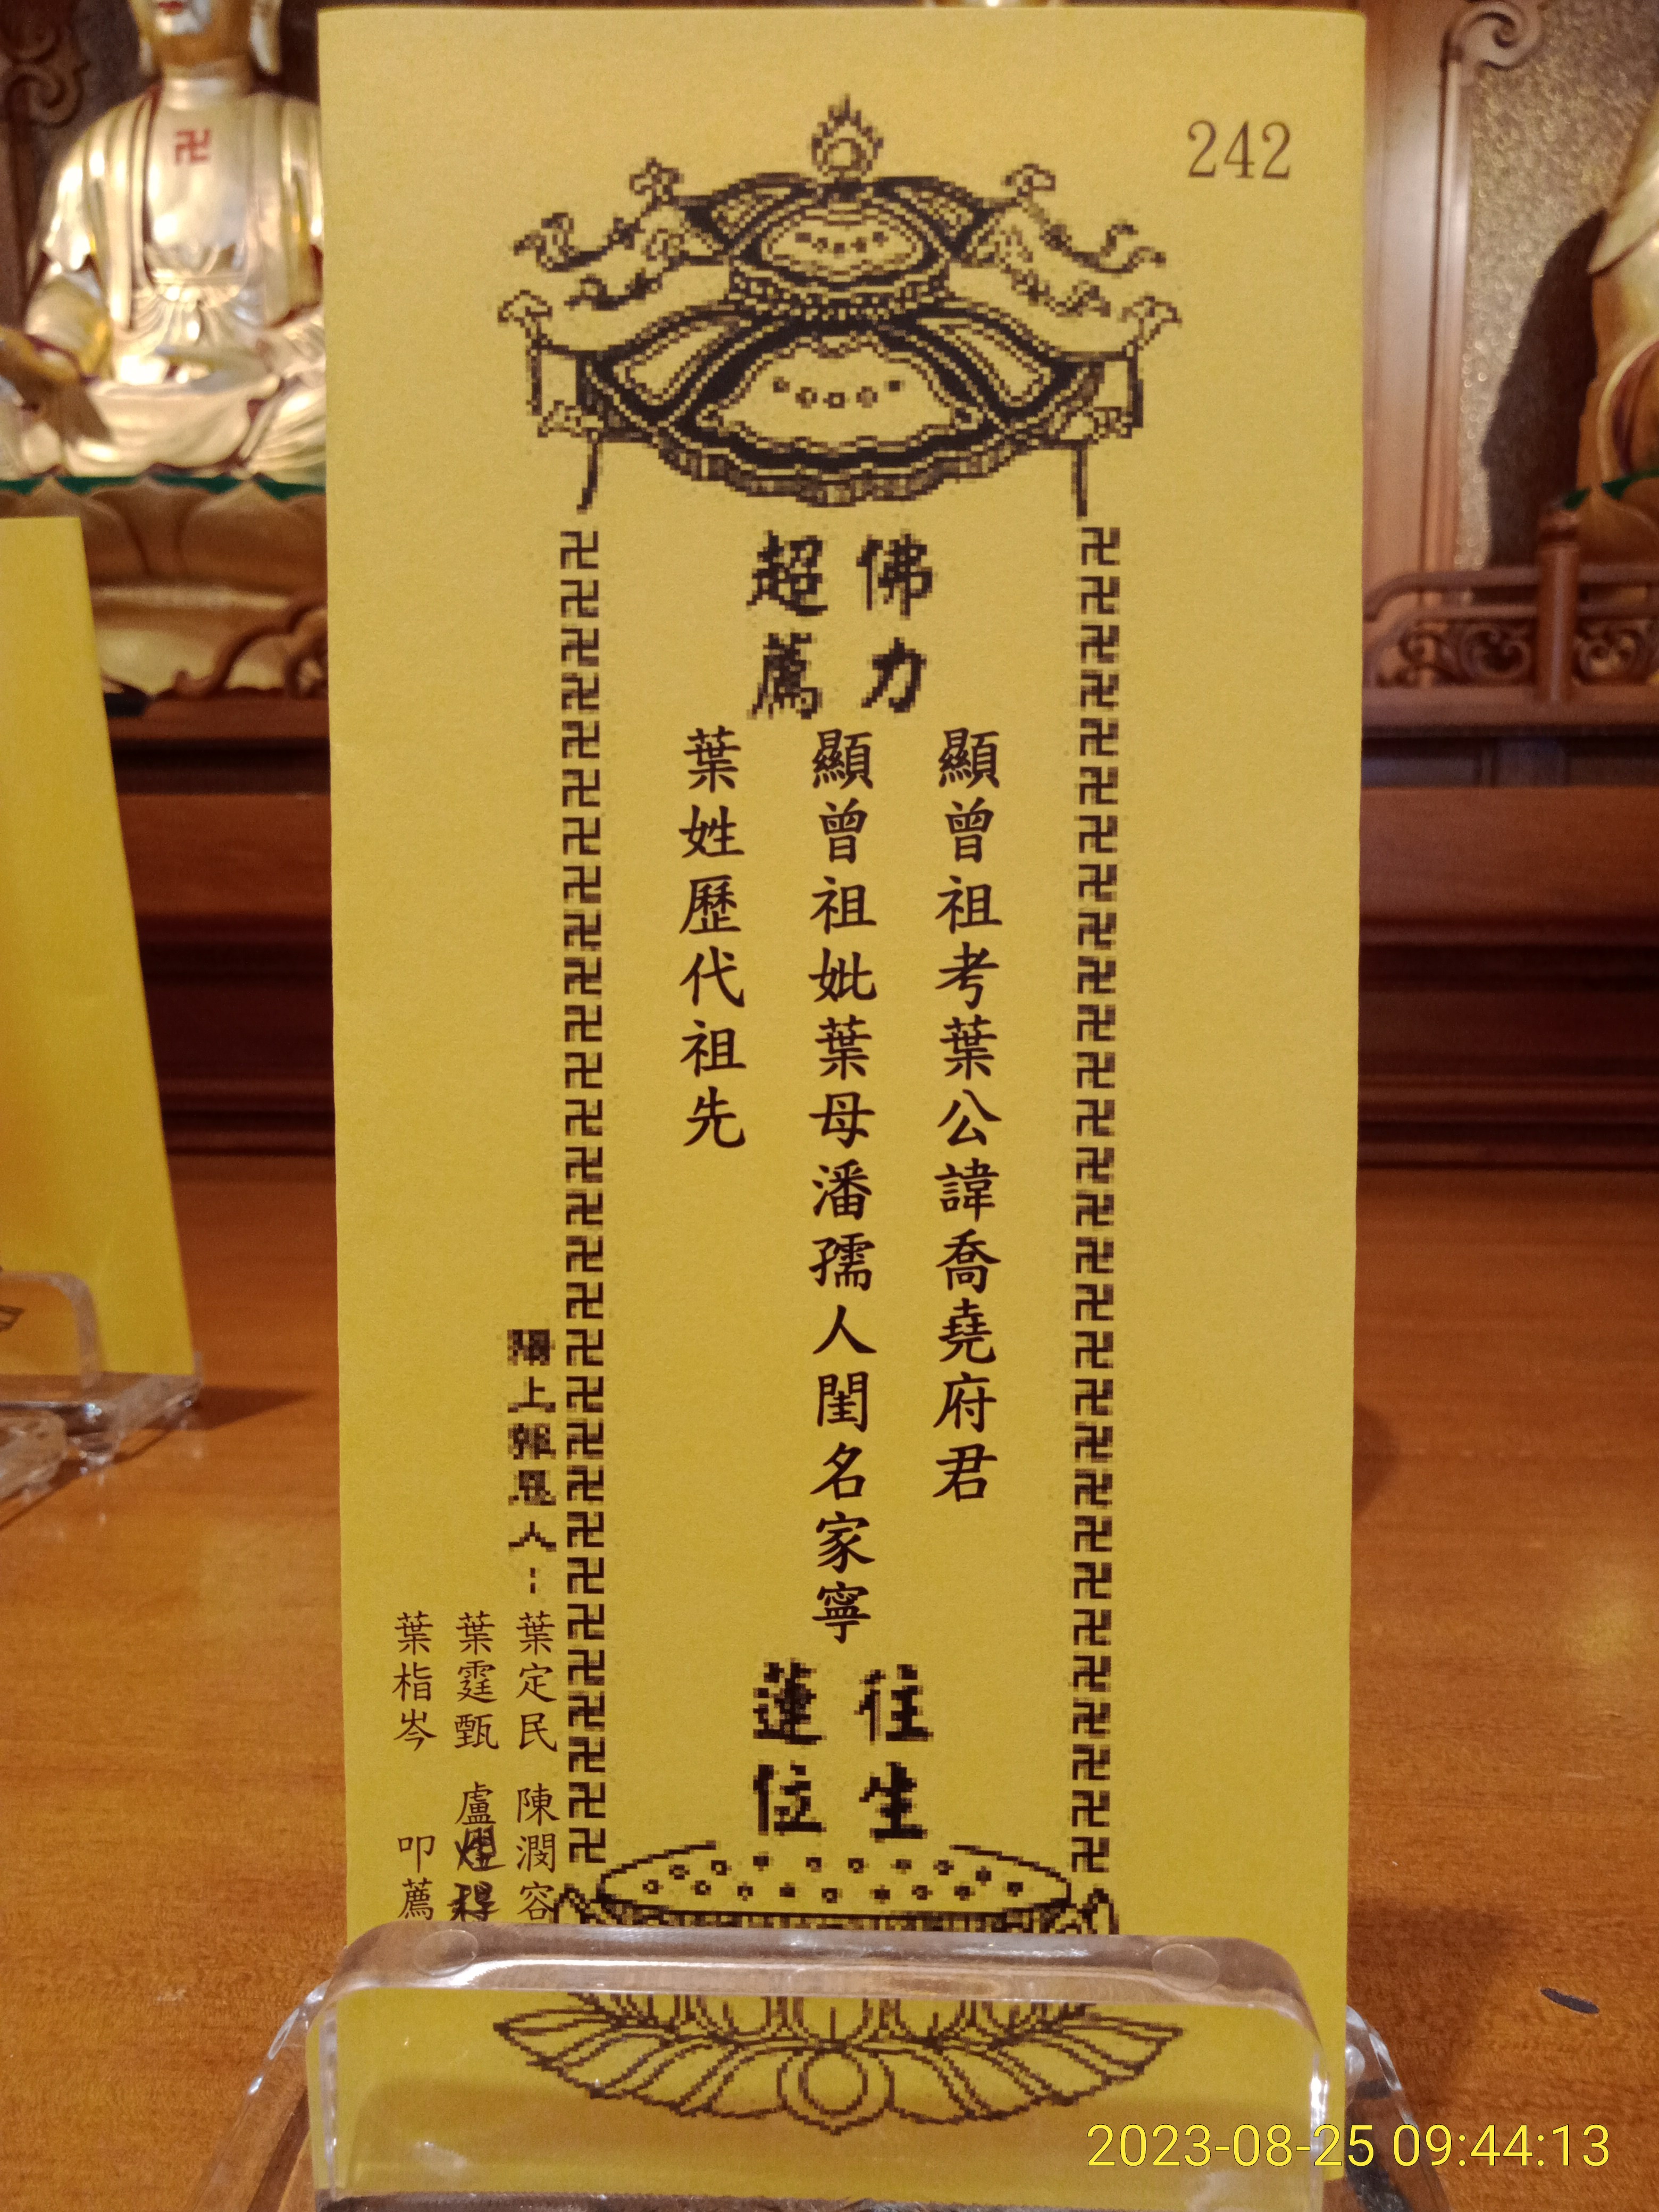 242
佛力
超薦
顯曾祖考葉公諱喬堯府君
顯曾祖妣葉母潘孺人閨名家寧
葉姓歷代祖先
往生
蓮位
陽上報恩人：
葉定民 陳潤容
葉霆甄 盧煜稀
葉栺岑 叩薦
2023-08-25 09:44:13